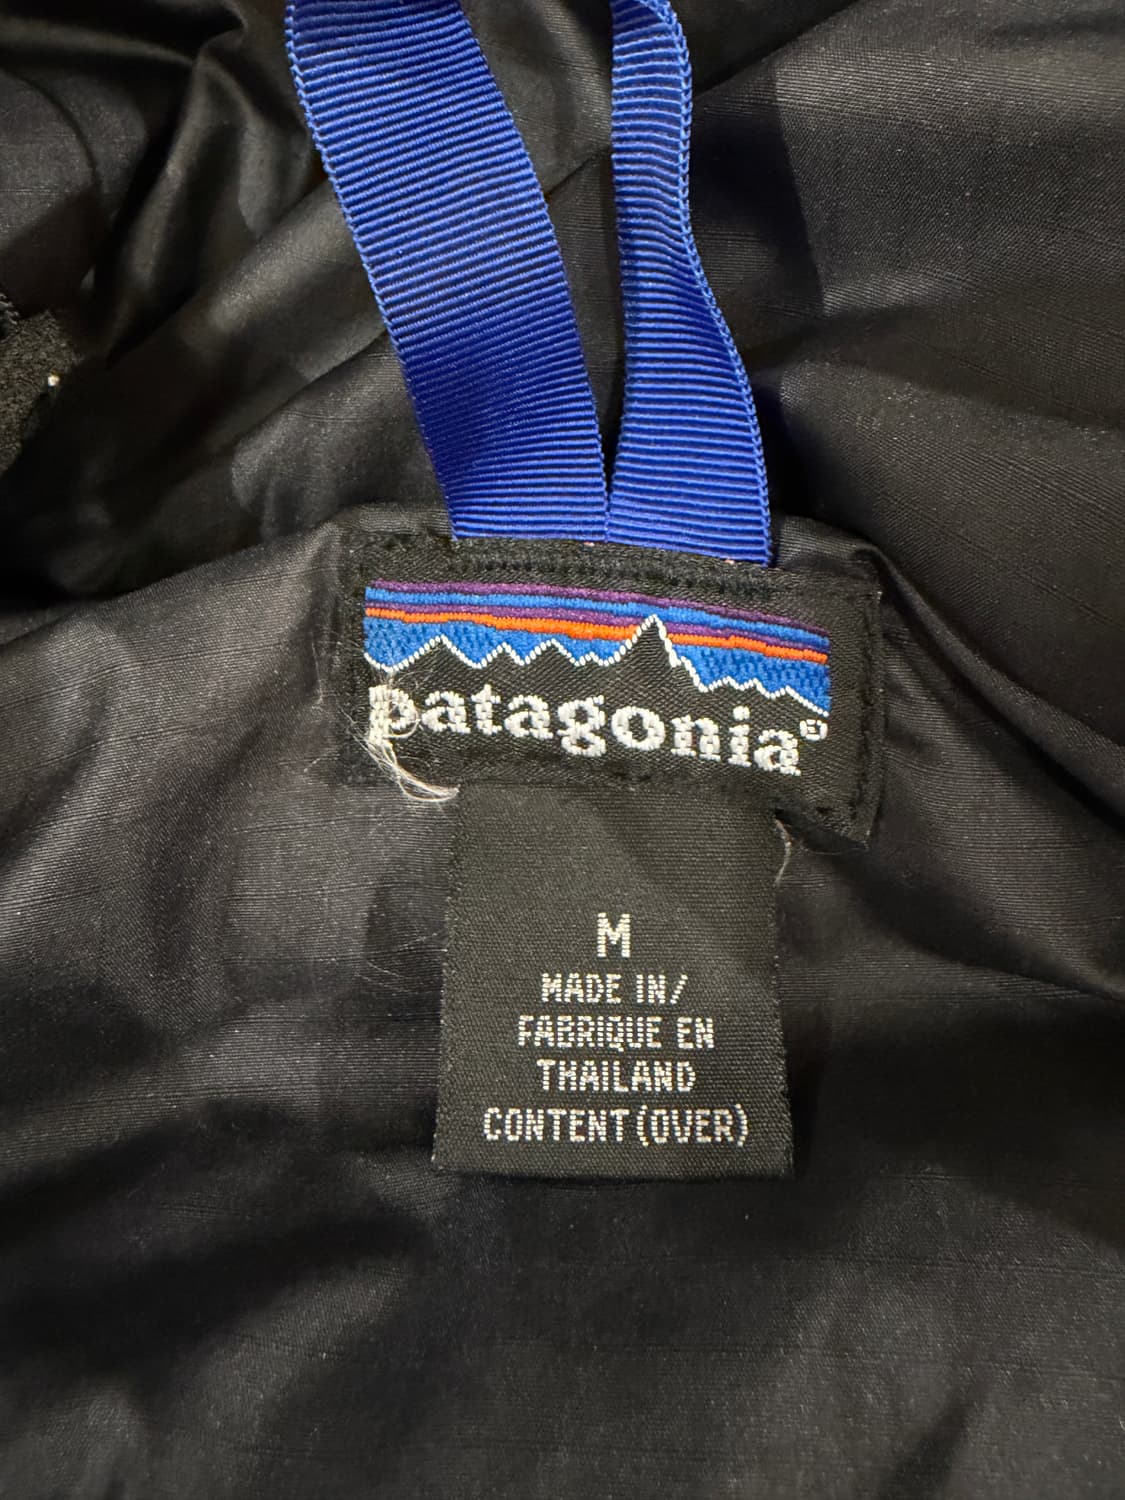 patagonia®
M
MADE IN/
FABRIQUE EN
THAILAND
CONTENT (OVER)